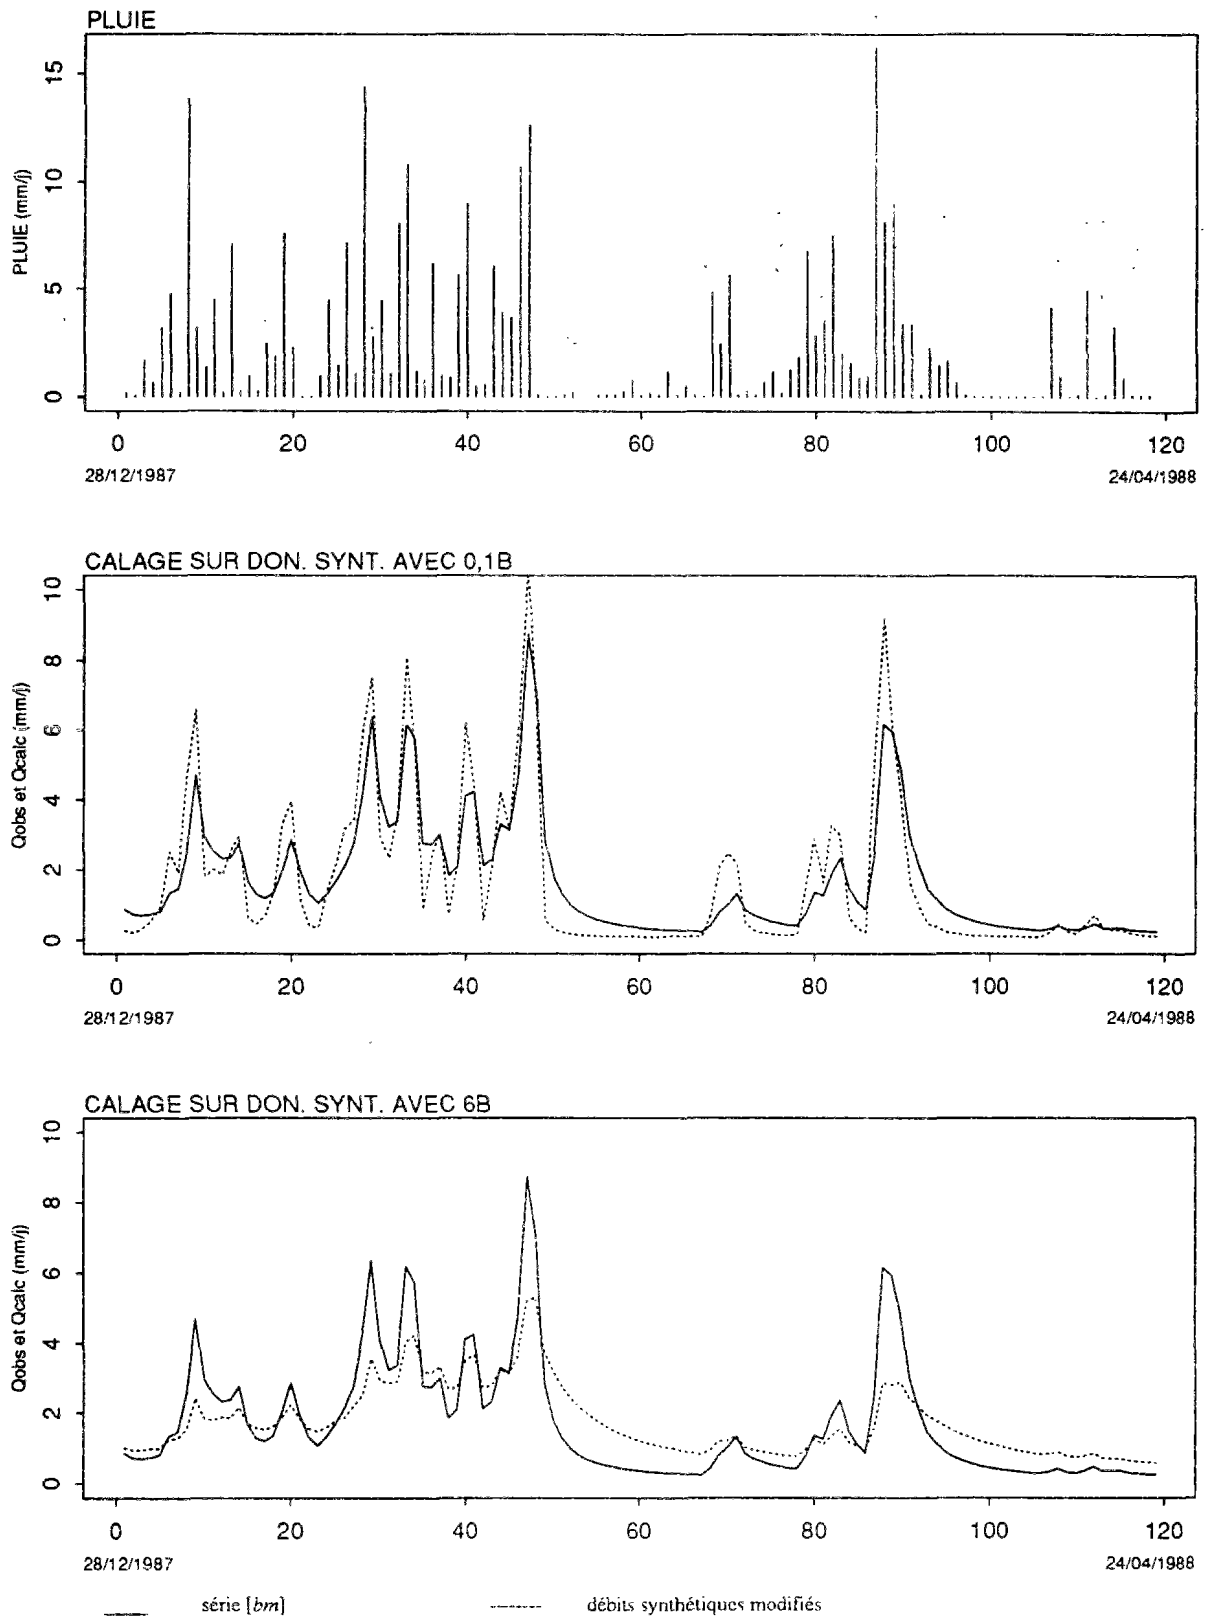 PLUIE
PLUIE (mm/j)
15
10
5
0
0 20 40 60 80 100 120
28/12/1987 24/04/1988
CALAGE SUR DON. SYNT. AVEC 0,1B
Qobs et Qcalc (mm/j)
10
8
6
4
2
0
0 20 40 60 80 100 120
28/12/1987 24/04/1988
CALAGE SUR DON. SYNT. AVEC 6B
Qobs et Qcalc (mm/j)
10
8
6
4
2
0
0 20 40 60 80 100 120
28/12/1987 24/04/1988
série [bm] débits synthétiques modifiés